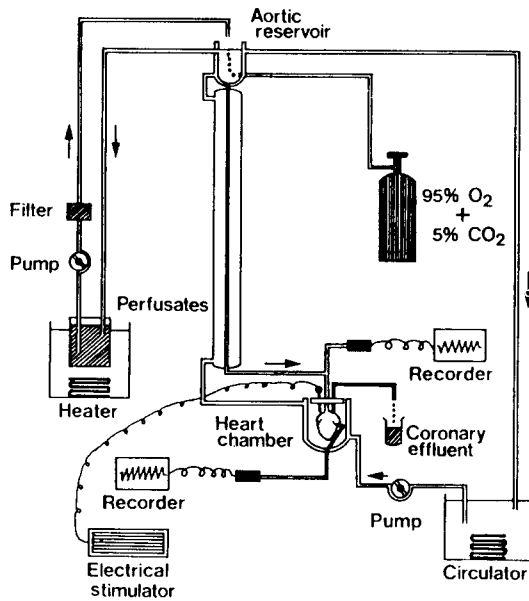 Aortic
reservoir
95% O2
+
5% CO2
Filter
Pump
Perfusates
Heater
Recorder
Heart
chamber
Coronary
effluent
Recorder
Pump
Electrical
stimulator
Circulator